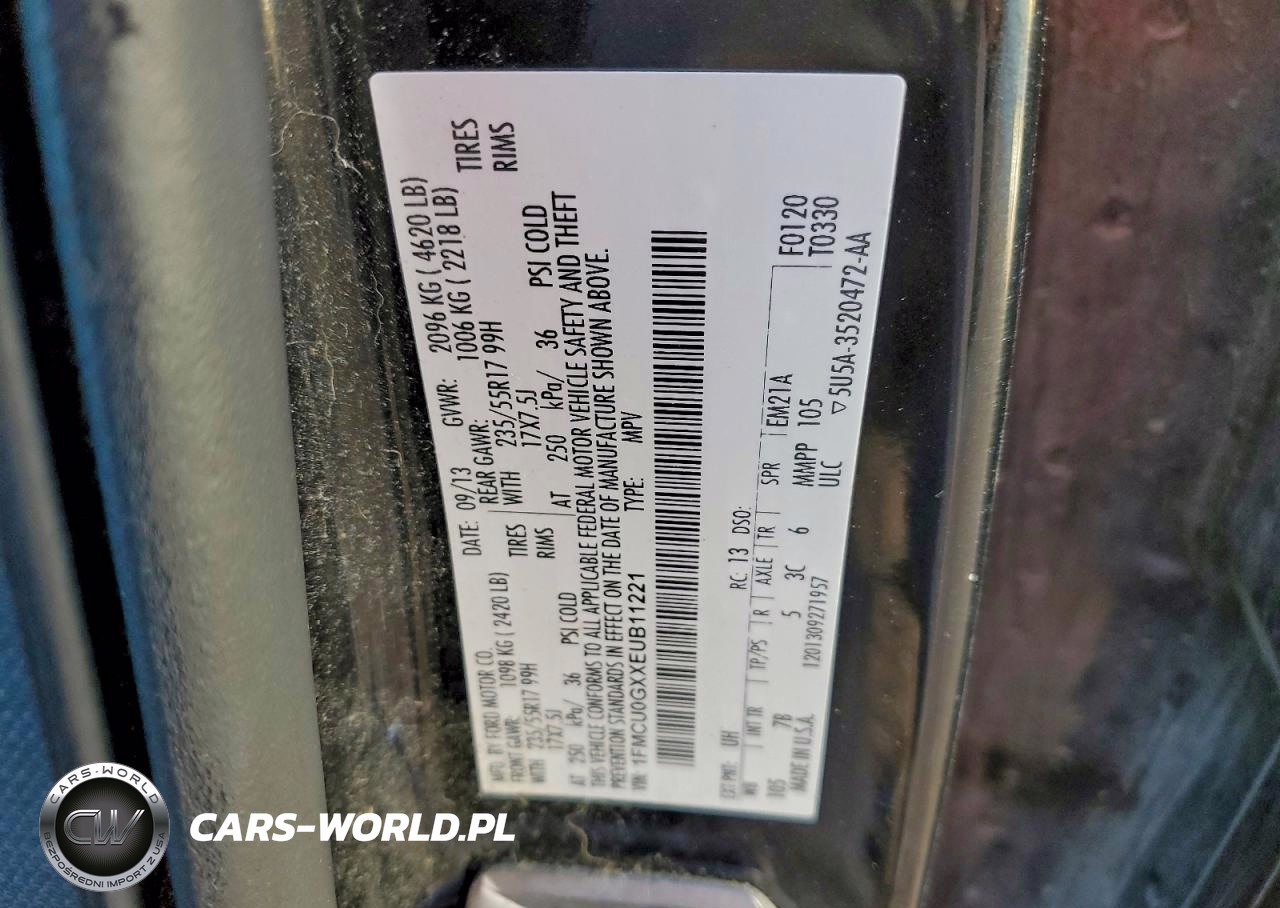 MFD. BY FORD MOTOR CO.
DATE: 09/13 GVWR: 2096 KG ( 4620 LB)
FRONT GAWR: 1098 KG ( 2420 LB)
REAR GAWR: 1006 KG ( 2218 LB)
WITH 235/55R17 99H TIRES
WITH 235/55R17 99H TIRES
17X7.5J RIMS
17X7.5J RIMS
AT 250 kPa/ 36 PSI COLD
AT 250 kPa/ 36 PSI COLD
THIS VEHICLE CONFORMS TO ALL APPLICABLE FEDERAL MOTOR VEHICLE SAFETY AND THEFT
PREVENTION STANDARDS IN EFFECT ON THE DATE OF MANUFACTURE SHOWN ABOVE.
VIN: 1FMCU0GXXEUB11221 TYPE: MPV
EXT PNT: UH RC: 13 DSO:
WB INT TR TP/PS R AXLE TR SPR EM21A F0120
105 7B 5 3C 6 MMPP 105 T0330
MADE IN U.S.A. 1201309271957 ULC ▽5U5A-3520472-AA
CARS-WORLD
CW
BEZPOŚREDNI IMPORT Z USA
CARS-WORLD.PL